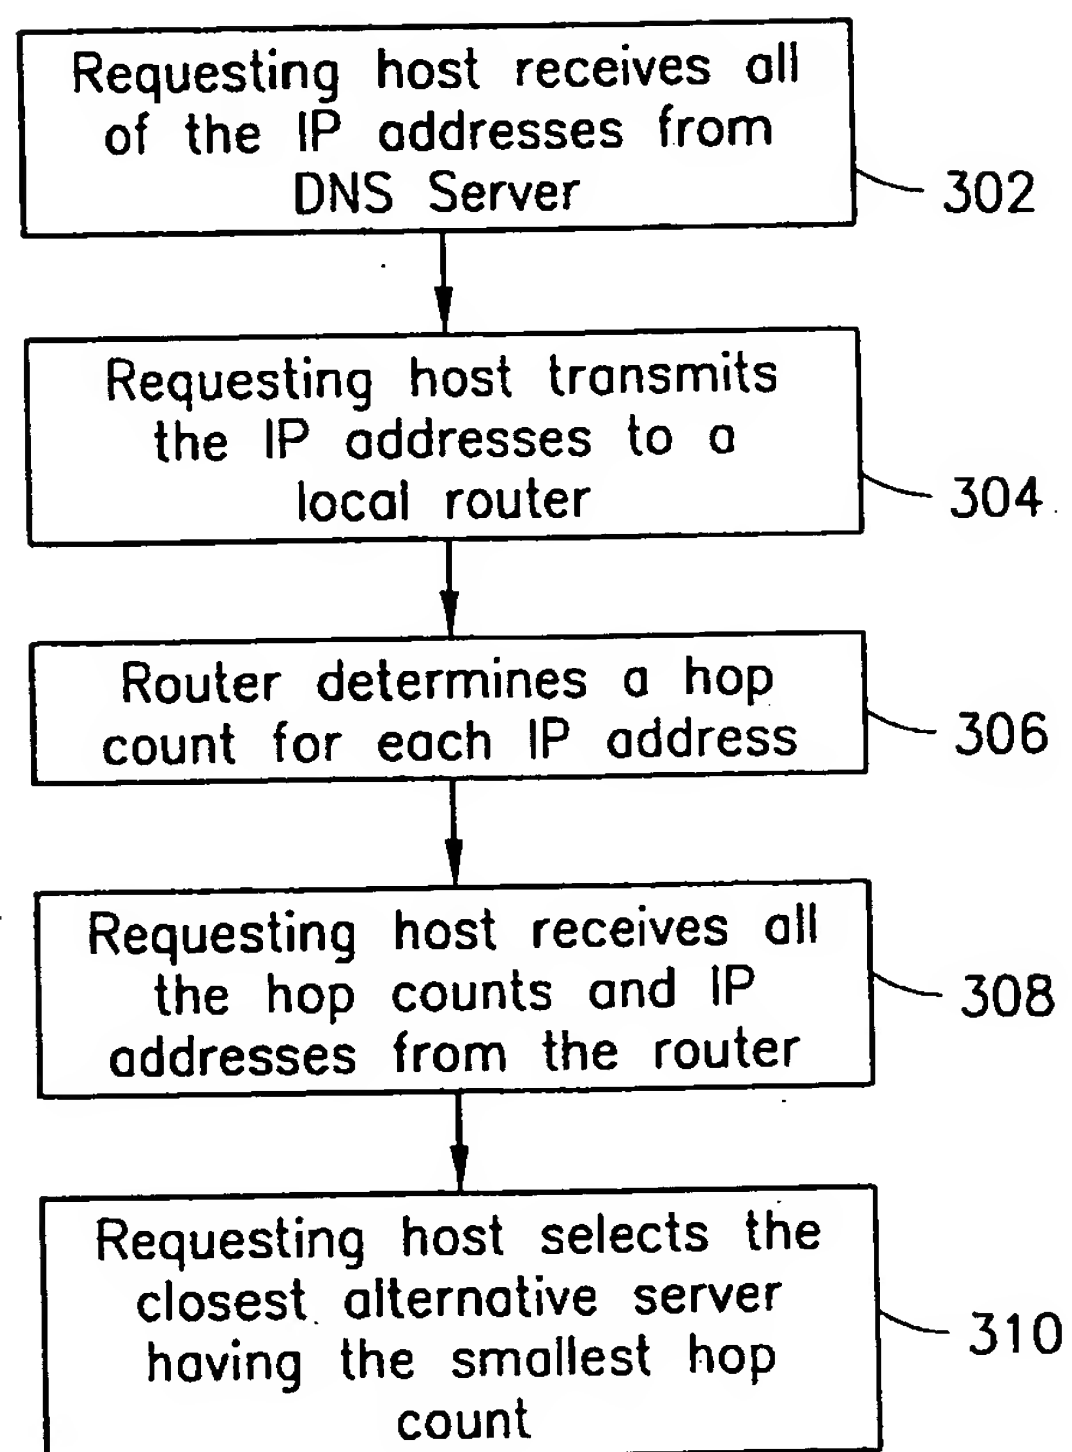 Requesting host receives all
of the IP addresses from
DNS Server
302
Requesting host transmits
the IP addresses to a
local router
304
Router determines a hop
count for each IP address
306
Requesting host receives all
the hop counts and IP
addresses from the router
308
Requesting host selects the
closest alternative server
having the smallest hop
count
310